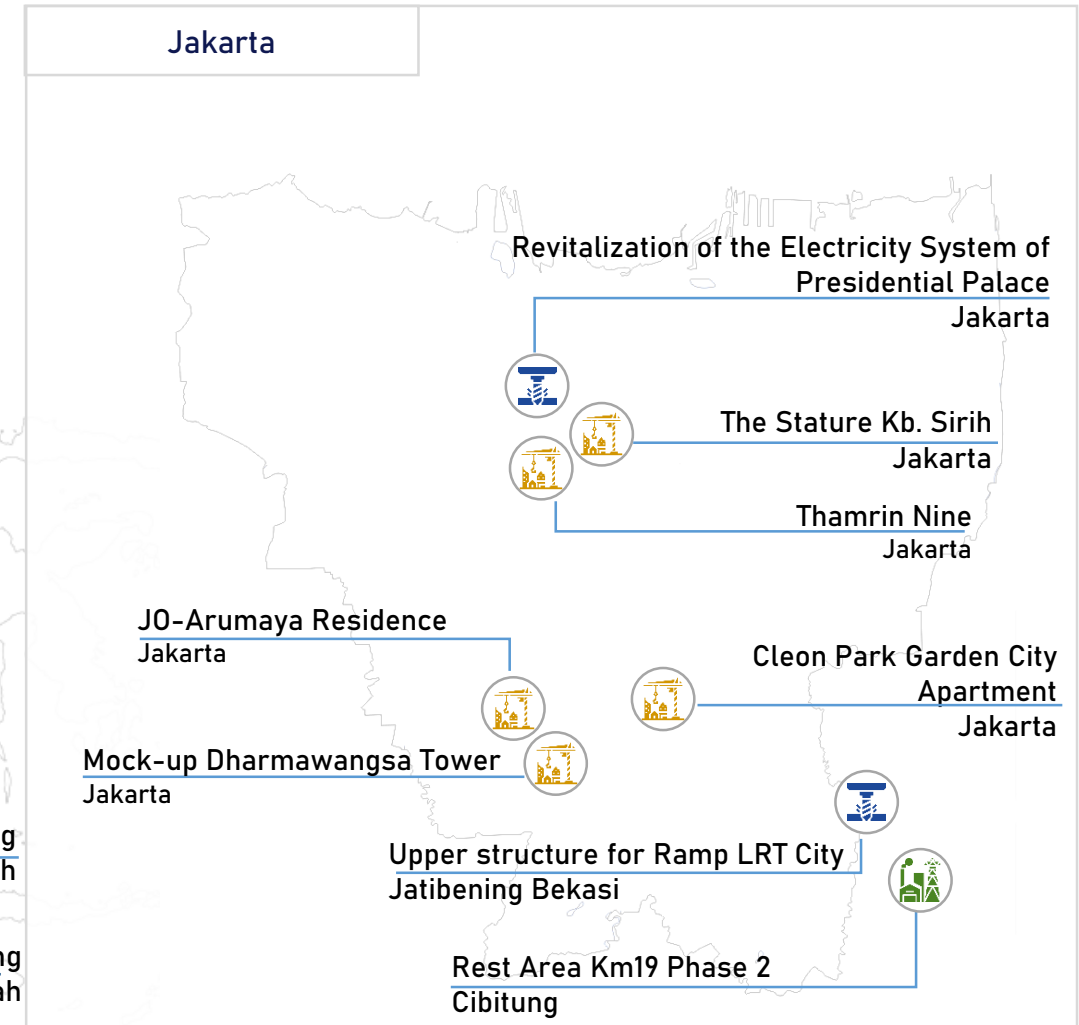 Jakarta
Revitalization of the Electricity System of
Presidential Palace
Jakarta
The Stature Kb. Sirih
Jakarta
Thamrin Nine
Jakarta
JO-Arumaya Residence
Jakarta
Cleon Park Garden City
Apartment
Jakarta
Mock-up Dharmawangsa Tower
Jakarta
Upper structure for Ramp LRT City
Jatibening Bekasi
Rest Area Km19 Phase 2
Cibitung